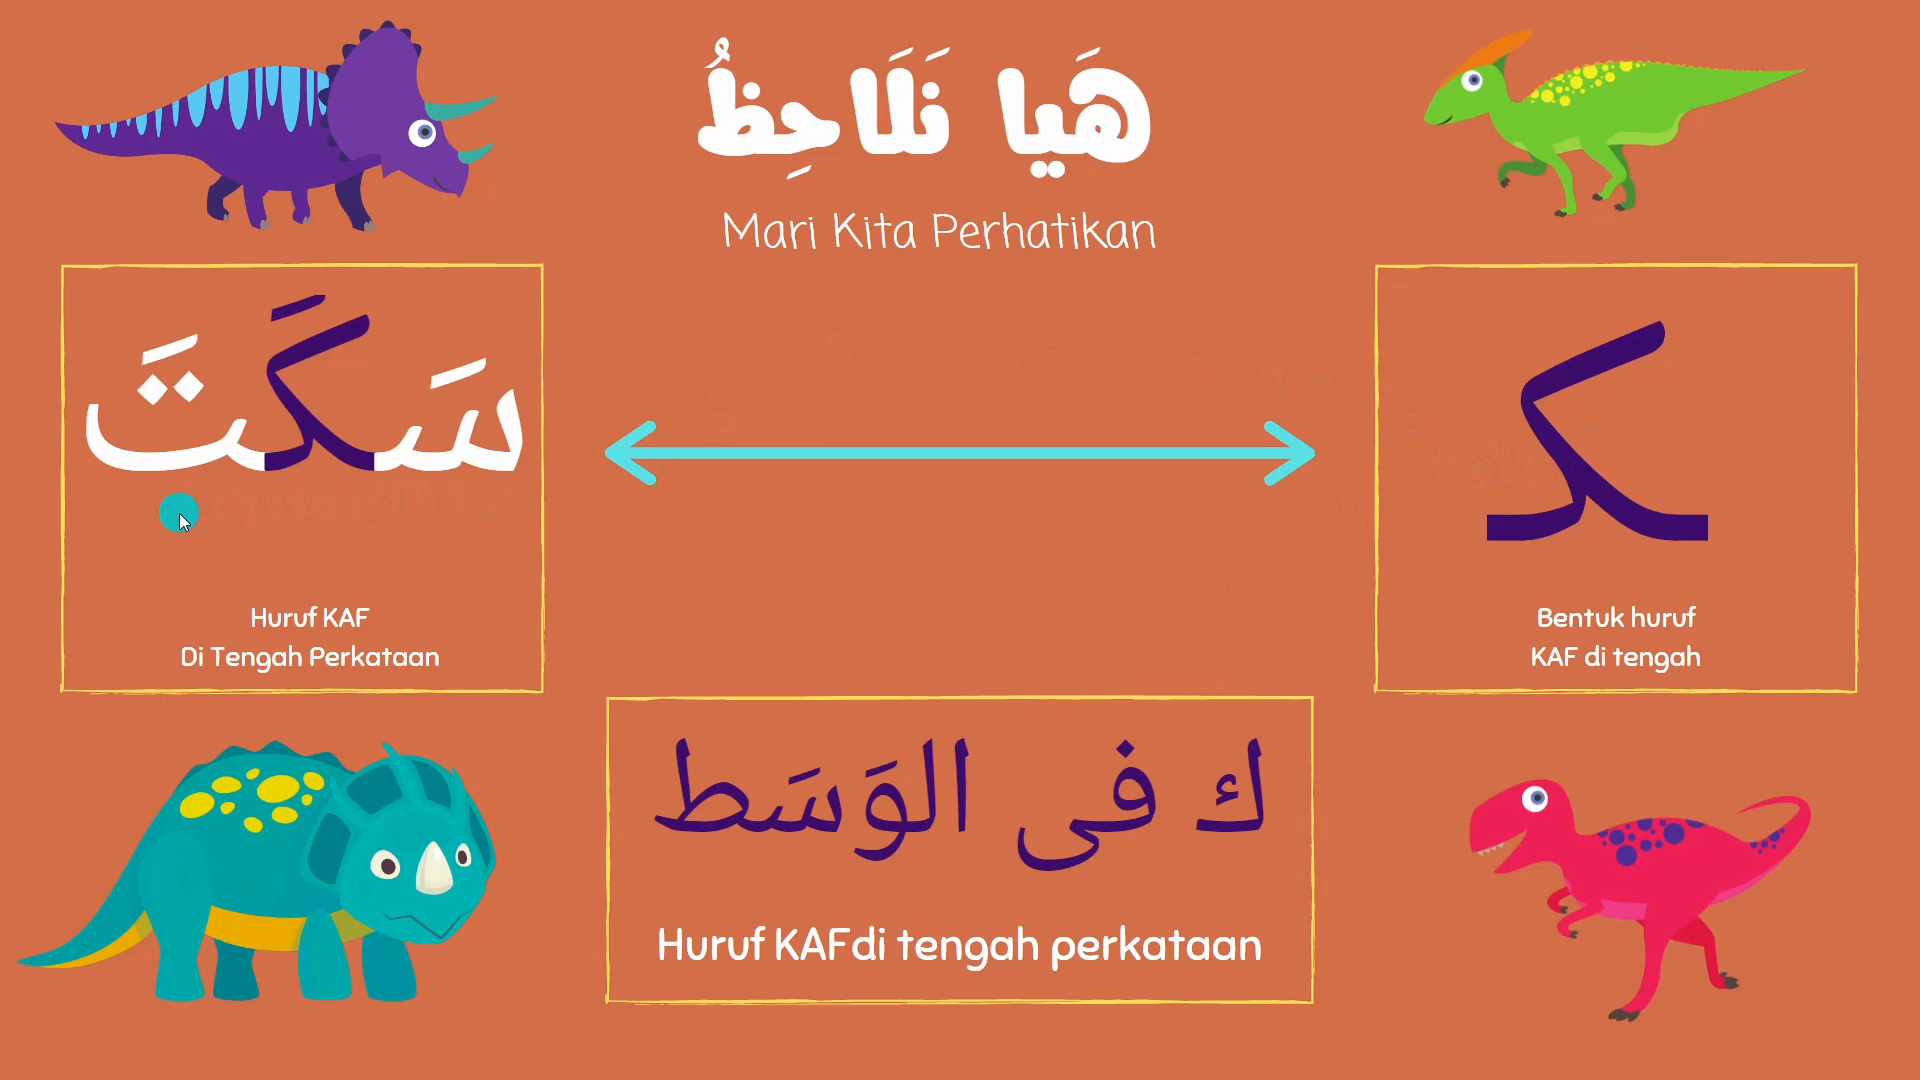 هَيا نَلَاحِظُ
Mari Kita Perhatikan
سَكَتَ
Huruf KAF
Di Tengah Perkataan
ـكـ
Bentuk huruf
KAF di tengah
ك فى الوَسَط
Huruf KAFdi tengah perkataan